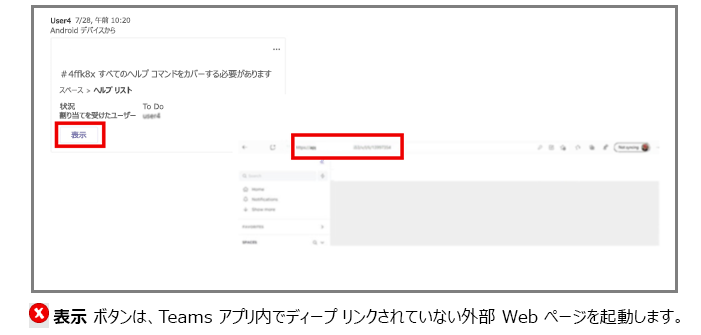 User4 7/28, 午前 10:20
Android デバイスから
...
#4ffk8x すべてのヘルプ コマンドをカバーする必要があります
スペース > ヘルプ リスト
状況 To Do
割り当てを受けたユーザー user4
表示
Search
Home
Notifications
Show more
FAVORITES
SPACES
表示 ボタンは、Teams アプリ内でディープ リンクされていない外部 Web ページを起動します。